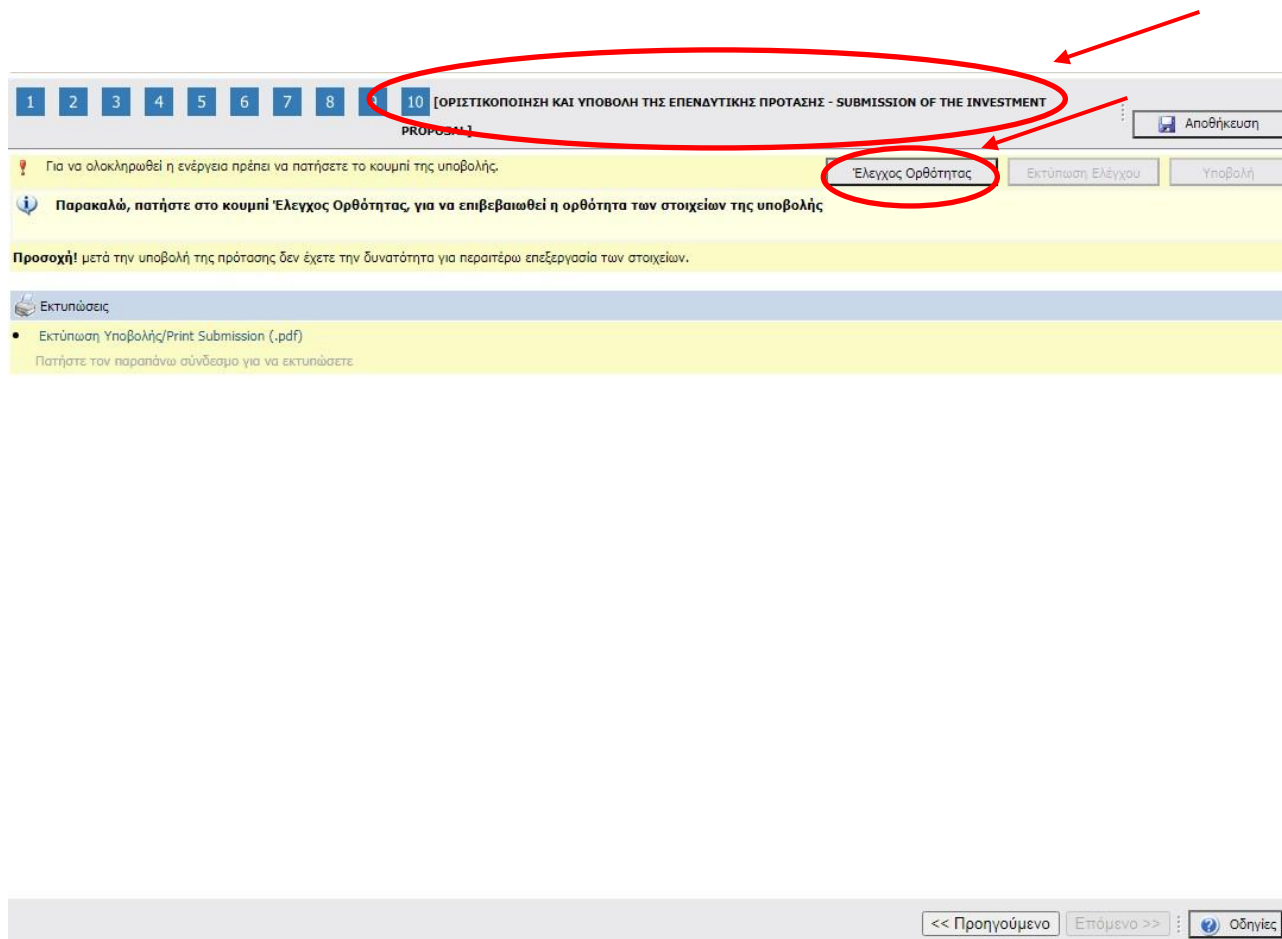 1 2 3 4 5 6 7 8 9 10 [ΟΡΙΣΤΙΚΟΠΟΙΗΣΗ ΚΑΙ ΥΠΟΒΟΛΗ ΤΗΣ ΕΠΕΝΔΥΤΙΚΗΣ ΠΡΟΤΑΣΗΣ - SUBMISSION OF THE INVESTMENT
PROPOSAL]
Αποθήκευση
Για να ολοκληρωθεί η ενέργεια πρέπει να πατήσετε το κουμπί της υποβολής.
Έλεγχος Ορθότητας Εκτύπωση Ελέγχου Υποβολή
Παρακαλώ, πατήστε στο κουμπί Έλεγχος Ορθότητας, για να επιβεβαιωθεί η ορθότητα των στοιχείων της υποβολής
Προσοχή! μετά την υποβολή της πρότασης δεν έχετε την δυνατότητα για περαιτέρω επεξεργασία των στοιχείων.
Εκτυπώσεις
• Εκτύπωση Υποβολής/Print Submission (.pdf)
Πατήστε τον παραπάνω σύνδεσμο για να εκτυπώσετε
<< Προηγούμενο Επόμενο >> Οδηγίες